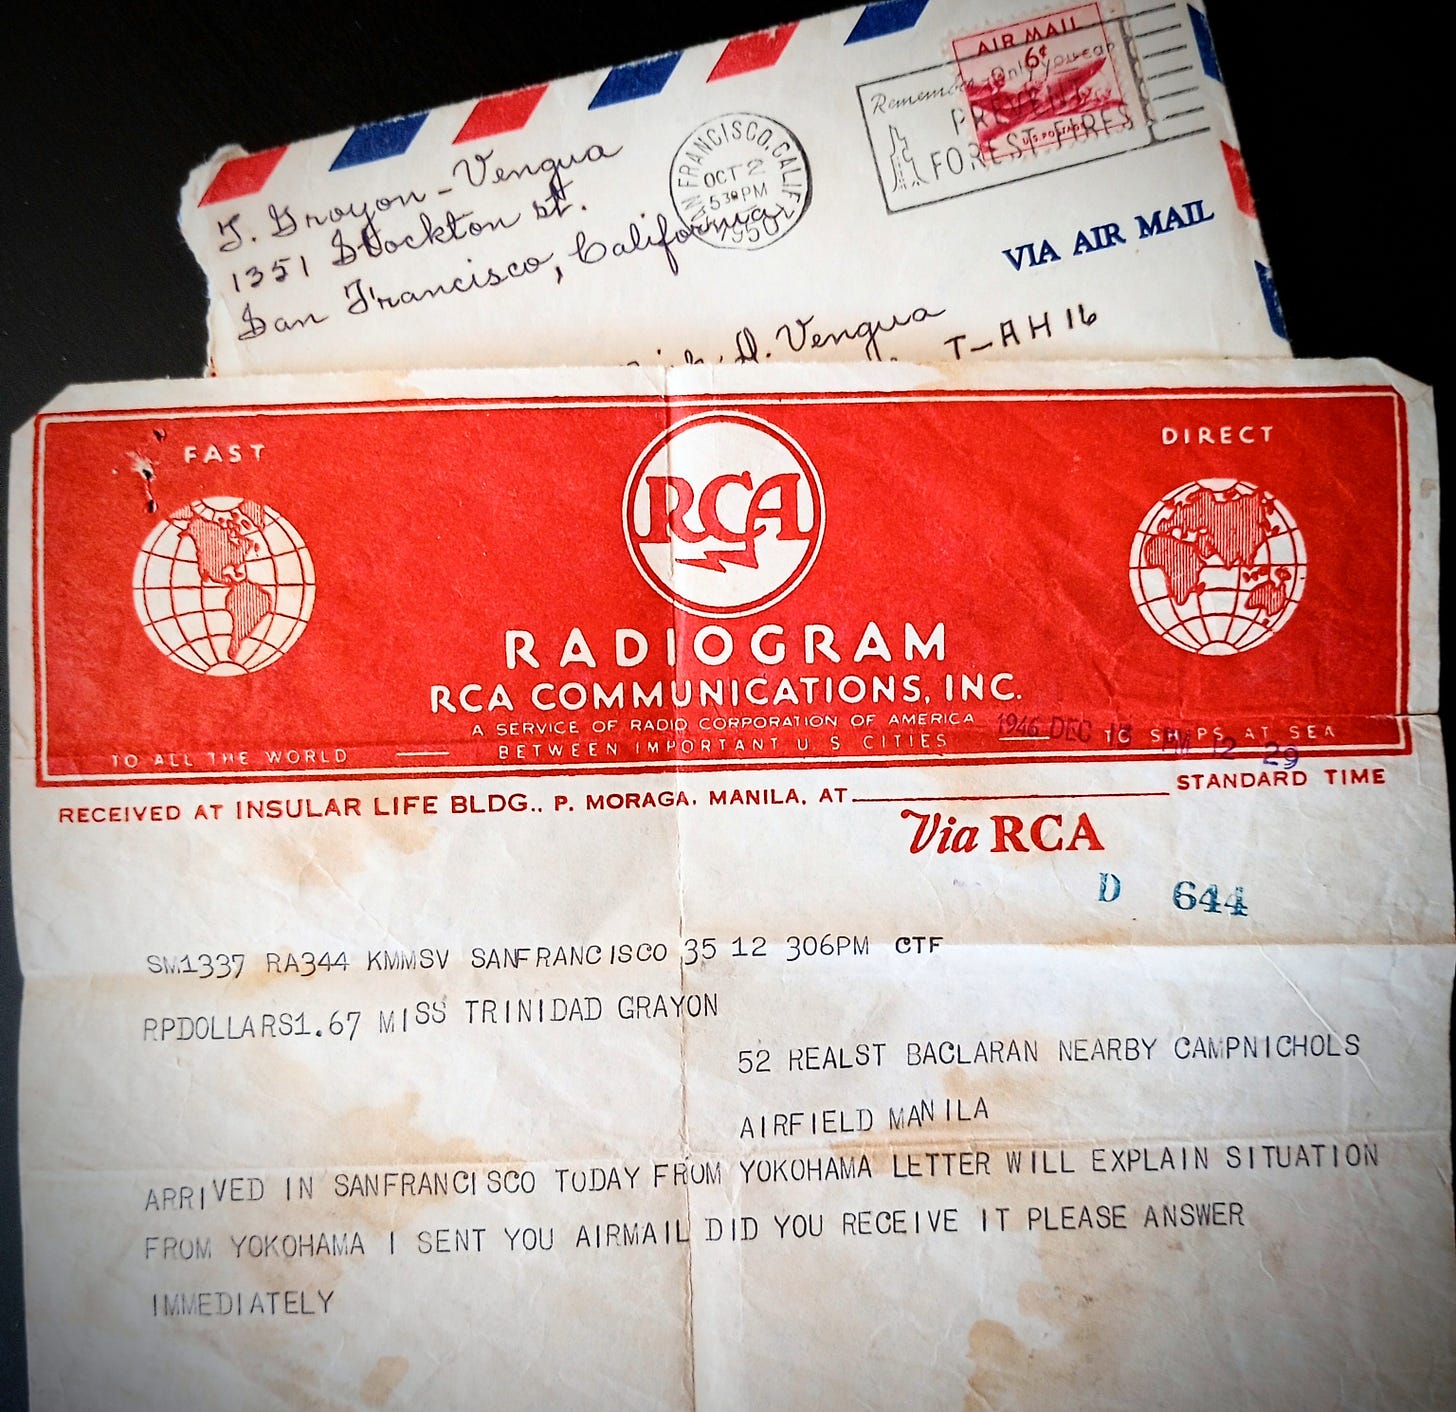 T. Grayon-Vengua
1351 Stockton St.
San Francisco, California
SAN FRANCISCO, CALIF.
OCT 2
530 PM
1950
AIR MAIL
6¢
U.S. POSTAGE
Remember-Only you can
PREVENT
FOREST FIRES
VIA AIR MAIL
D. Vengua
T-AH 16
FAST
DIRECT
RCA
RADIOGRAM
RCA COMMUNICATIONS, INC.
A SERVICE OF RADIO CORPORATION OF AMERICA
TO ALL THE WORLD — BETWEEN IMPORTANT U. S. CITIES — TO SHIPS AT SEA
1946 DEC 13 PM 12 29
RECEIVED AT INSULAR LIFE BLDG., P. MORAGA, MANILA, AT STANDARD TIME
Via RCA
D 644
SM1337 RA344 KMMSV SANFRANCISCO 35 12 306PM CTF
RPDOLLARS1.67 MISS TRINIDAD GRAYON
52 REALST BACLARAN NEARBY CAMPNICHOLS
AIRFIELD MANILA
ARRIVED IN SANFRANCISCO TODAY FROM YOKOHAMA LETTER WILL EXPLAIN SITUATION
FROM YOKOHAMA I SENT YOU AIRMAIL DID YOU RECEIVE IT PLEASE ANSWER
IMMEDIATELY